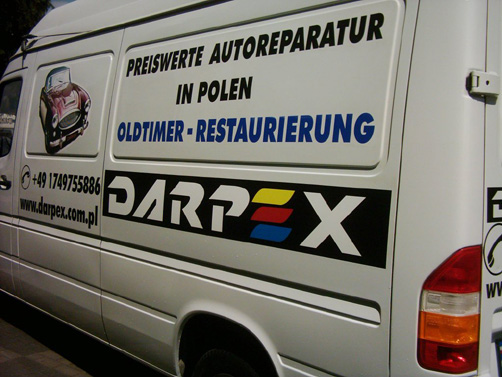 PREISWERTE AUTOREPARATUR
IN POLEN
OLDTIMER - RESTAURIERUNG
+49 1749755886
www.darpex.com.pl
DARPEX